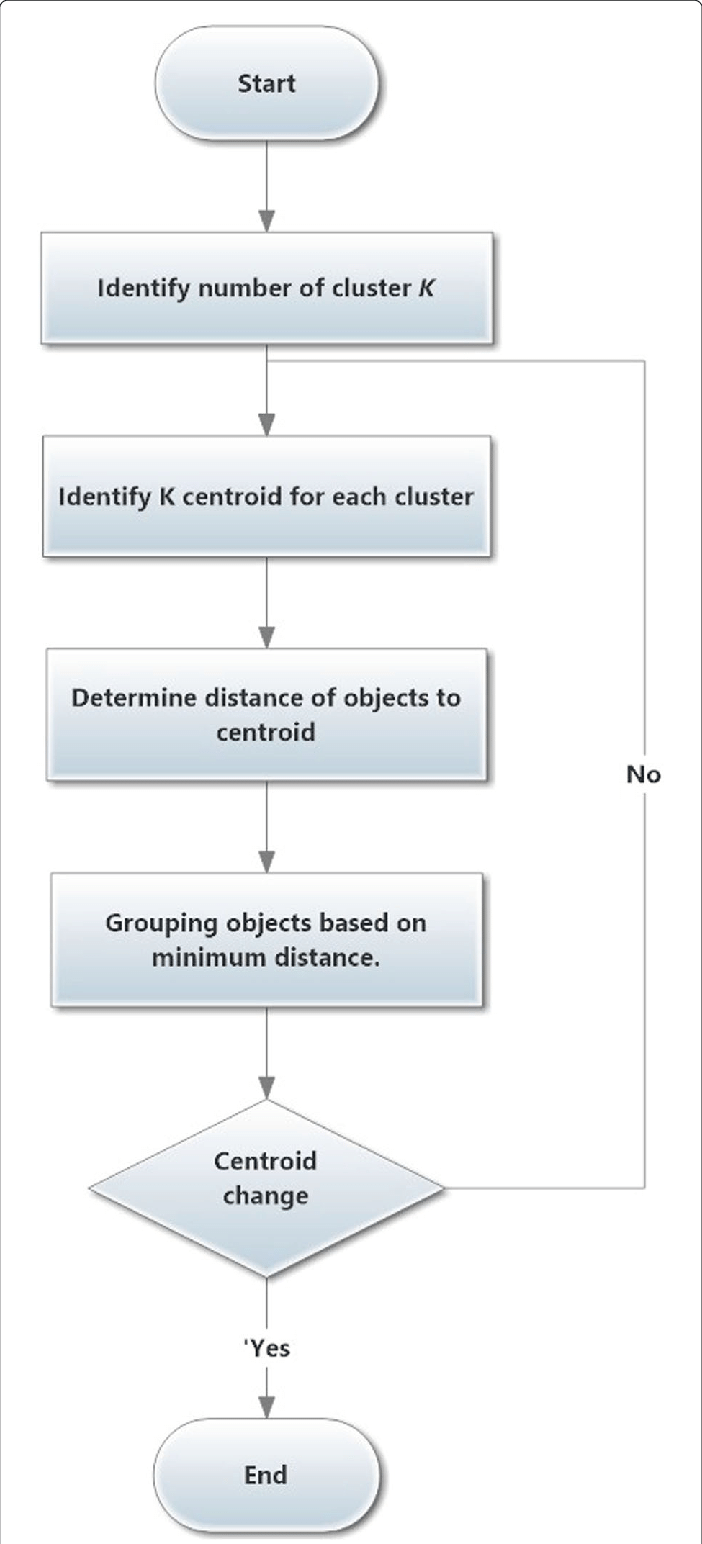 Start
Identify number of cluster K
Identify K centroid for each cluster
Determine distance of objects to
centroid
No
Grouping objects based on
minimum distance.
Centroid
change
'Yes
End